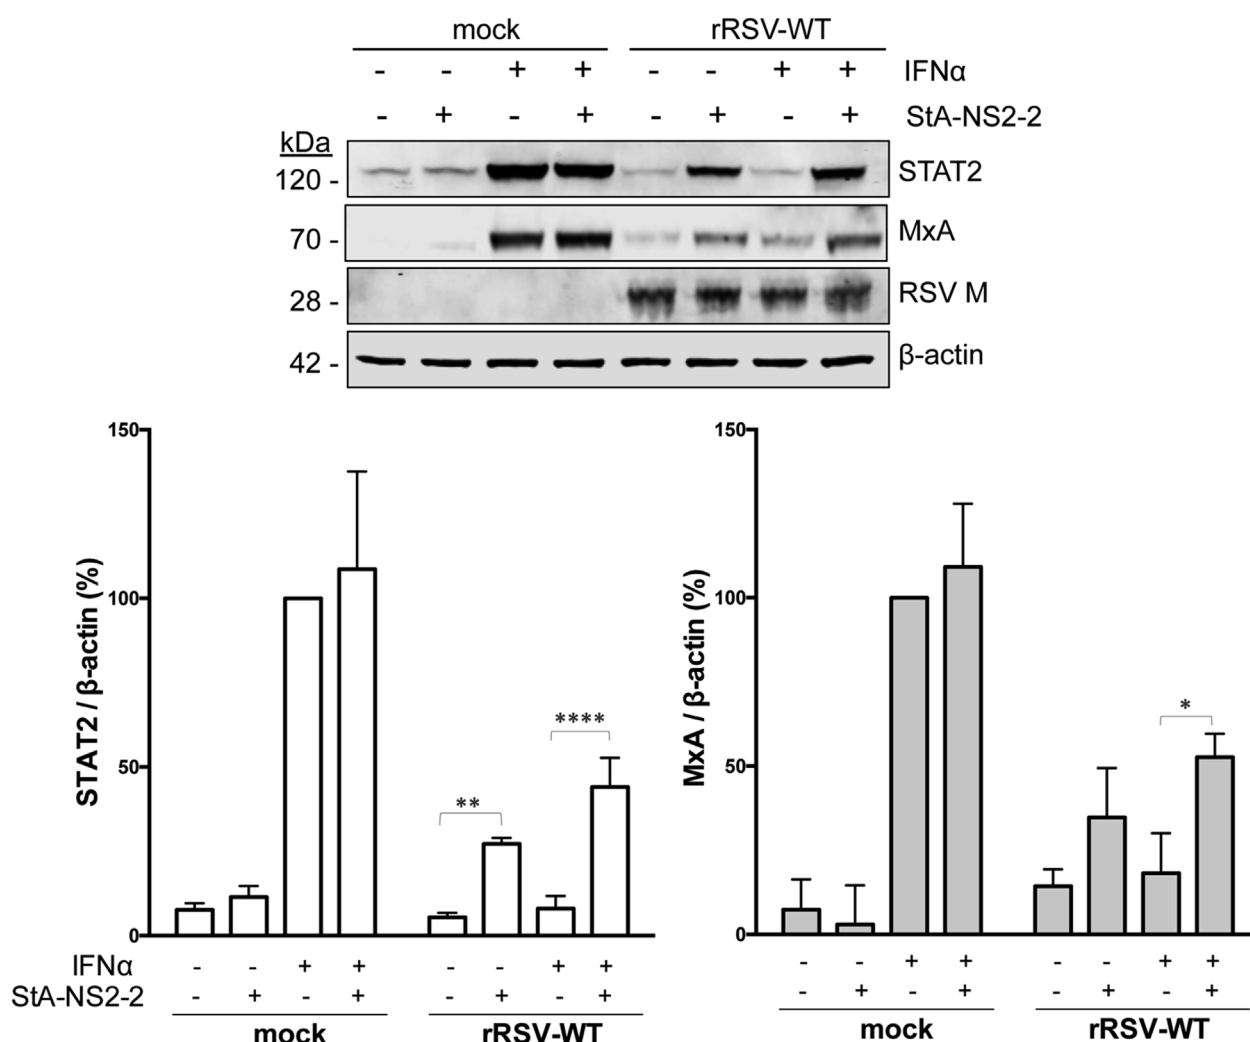 mock rRSV-WT
- - + + - - + + IFNα
- + - + - + - + StA-NS2-2
kDa
120 - STAT2
70 - MxA
28 - RSV M
42 - β-actin
150
100
50
0
STAT2 / β-actin (%)
**
****
IFNα - - + + - - + +
StA-NS2-2 - + - + - + - +
mock rRSV-WT
150
100
50
0
MxA / β-actin (%)
*
- - + + - - + +
- + - + - + - +
mock rRSV-WT